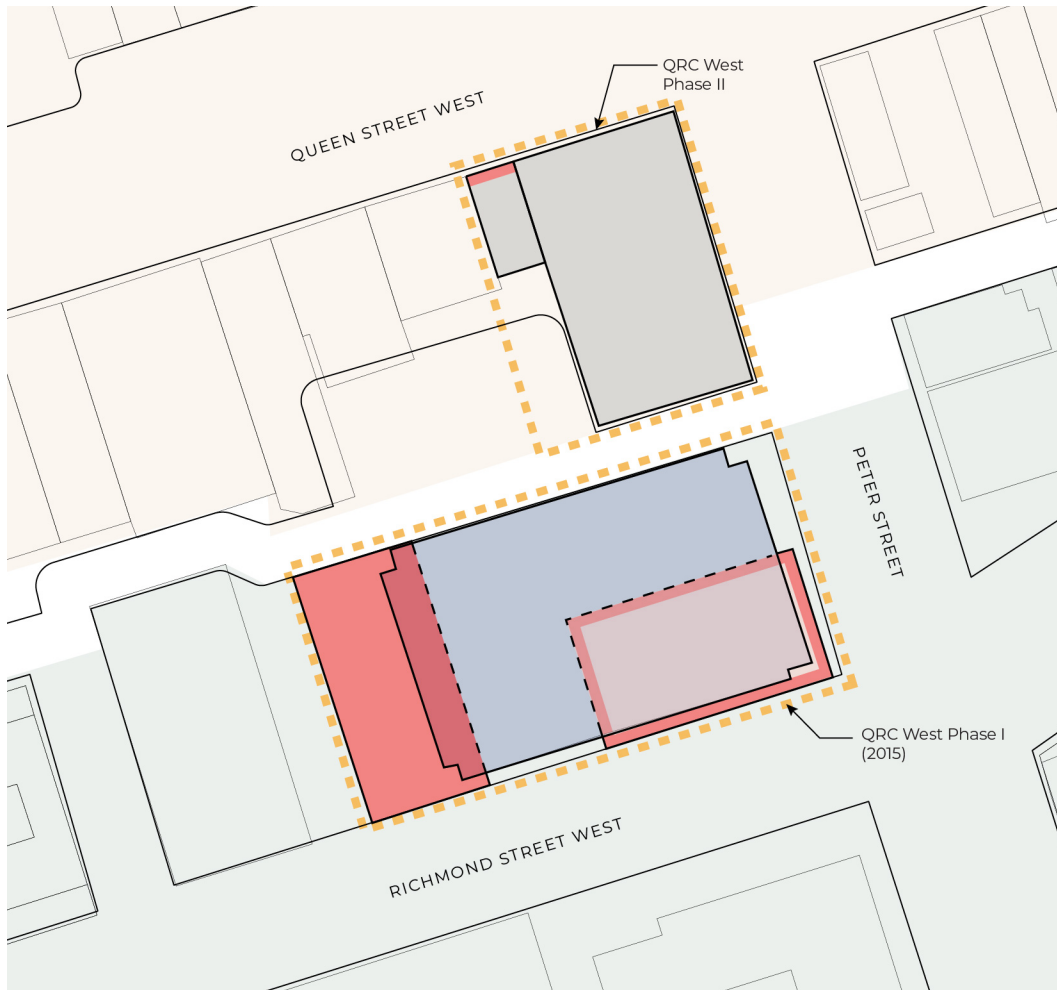 QRC West
Phase II
QUEEN STREET WEST
PETER STREET
QRC West Phase I
(2015)
RICHMOND STREET WEST